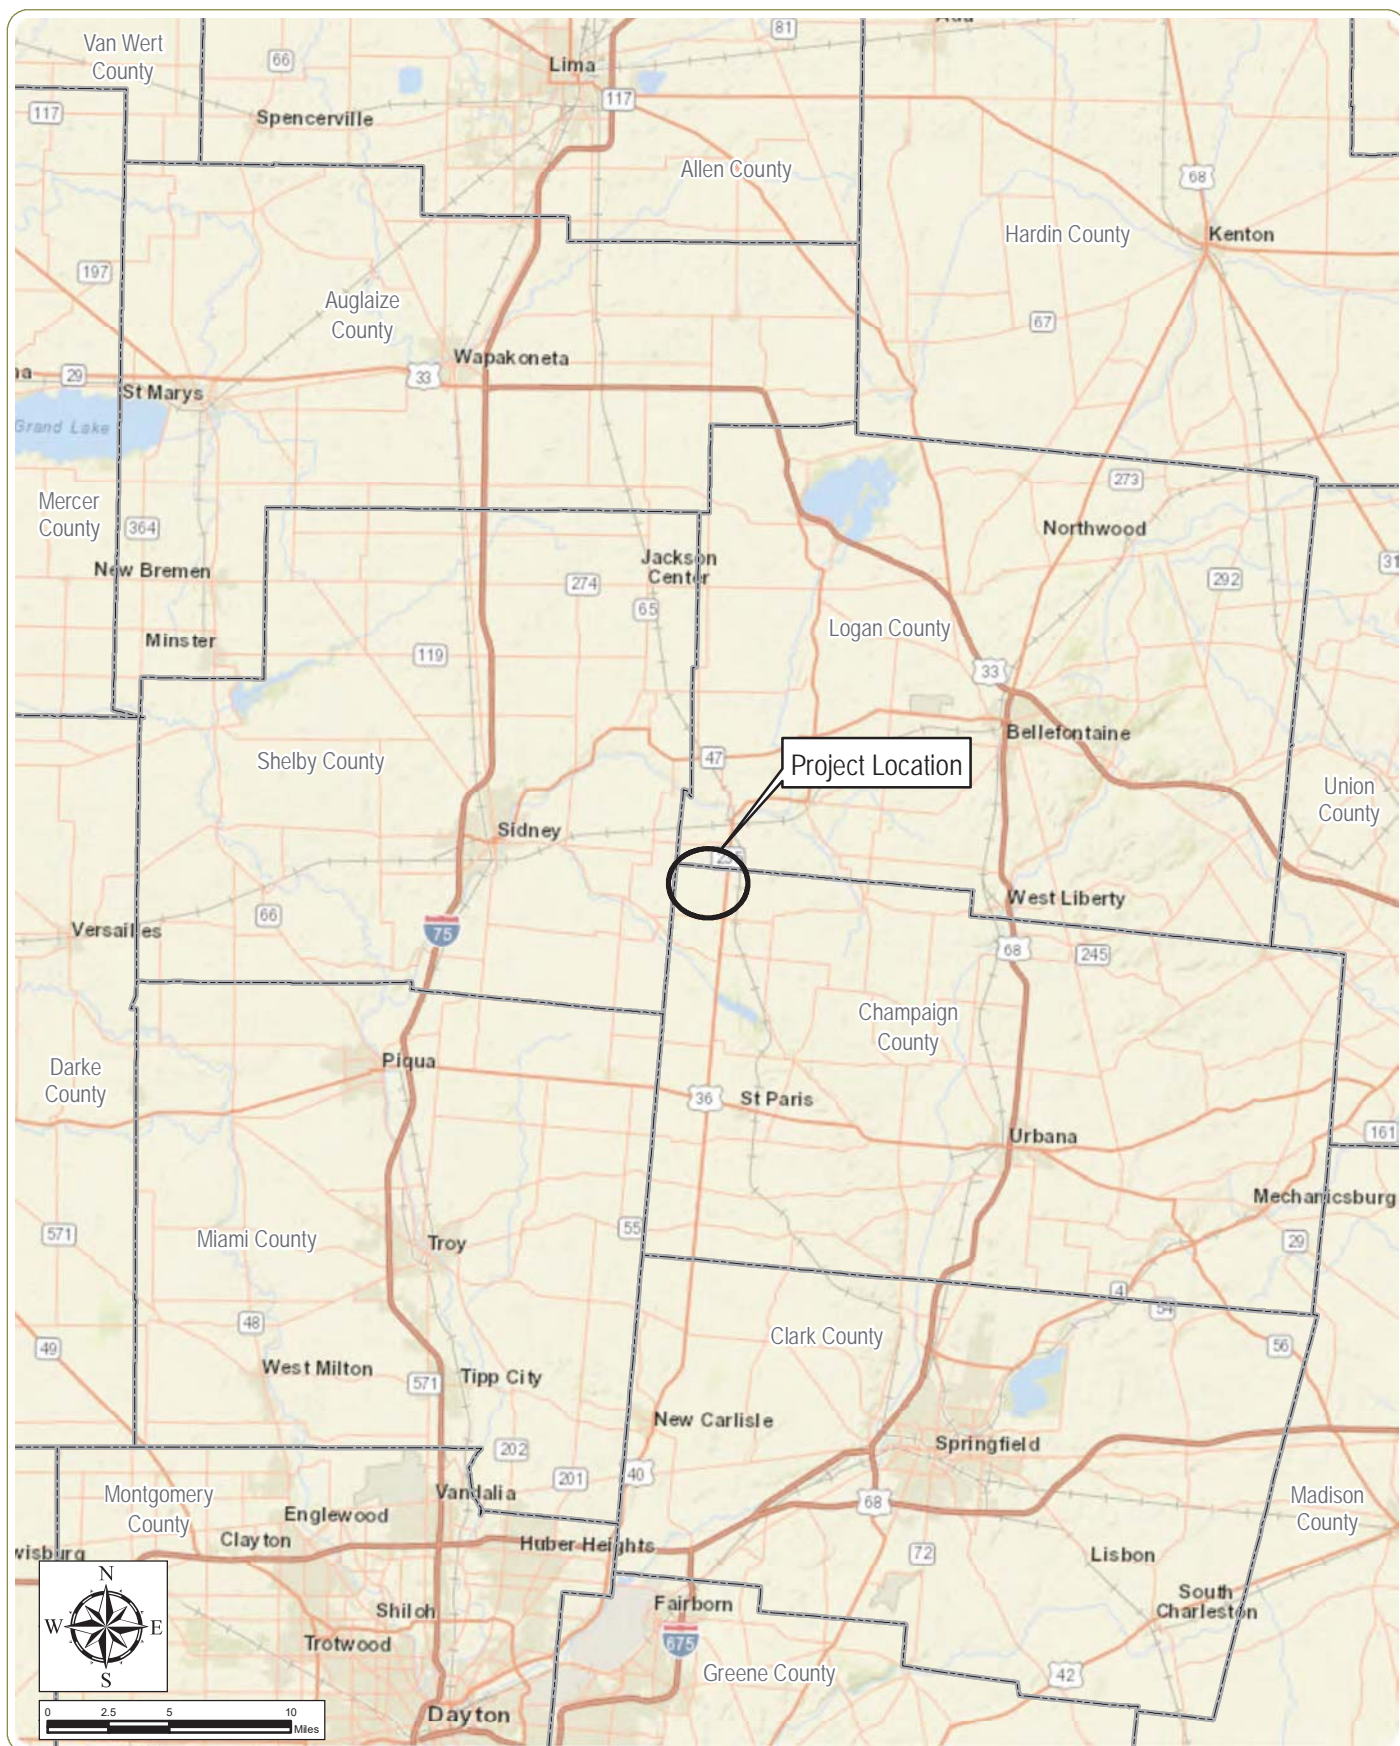 Van Wert
County
66
Lima
81
117
117
Spencerville
Allen County
68
Hardin County
Kenton
197
Auglaize
County
67
Wapakoneta
29
33
St Marys
Grand Lake
273
Mercer
County
364
Northwood
New Bremen
Jackson
Center
274
292
31
65
Minster
119
Logan County
33
Bellefontaine
Shelby County
47
Project Location
Union
County
Sidney
66
West Liberty
Versailles
75
68
245
Champaign
County
Piqua
Darke
County
36
St Paris
Urbana
161
Mechanicsburg
571
Miami County
55
Troy
29
4
54
48
Clark County
49
56
West Milton
571
Tipp City
New Carlisle
202
Springfield
201
40
Vandalia
68
Montgomery
County
Madison
County
Englewood
Clayton
Huber Heights
72
Lisbon
wisburg
N
W
E
S
Shiloh
Fairborn
South
Charleston
Trotwood
675
Greene County
42
Dayton
0
2.5
5
10
Miles